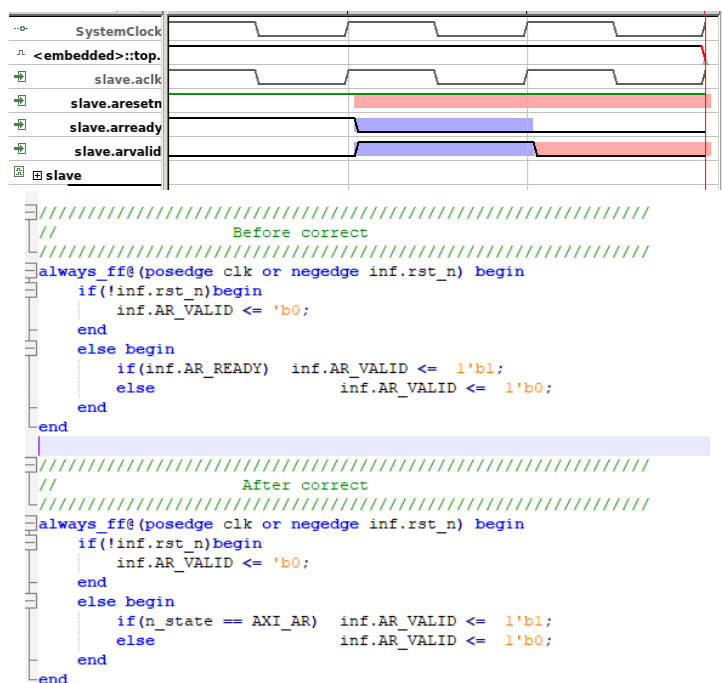 SystemClock
<embedded>::top.
slave.aclk
slave.aresetn
slave.arready
slave.arvalid
slave
/////////////////////////////////////////////////////////////////
// Before correct
/////////////////////////////////////////////////////////////////
always_ff@(posedge clk or negedge inf.rst_n) begin
if(!inf.rst_n)begin
inf.AR_VALID <= 'b0;
end
else begin
if(inf.AR_READY) inf.AR_VALID <= 1'b1;
else inf.AR_VALID <= 1'b0;
end
end
/////////////////////////////////////////////////////////////////
// After correct
/////////////////////////////////////////////////////////////////
always_ff@(posedge clk or negedge inf.rst_n) begin
if(!inf.rst_n)begin
inf.AR_VALID <= 'b0;
end
else begin
if(n_state == AXI_AR) inf.AR_VALID <= 1'b1;
else inf.AR_VALID <= 1'b0;
end
end